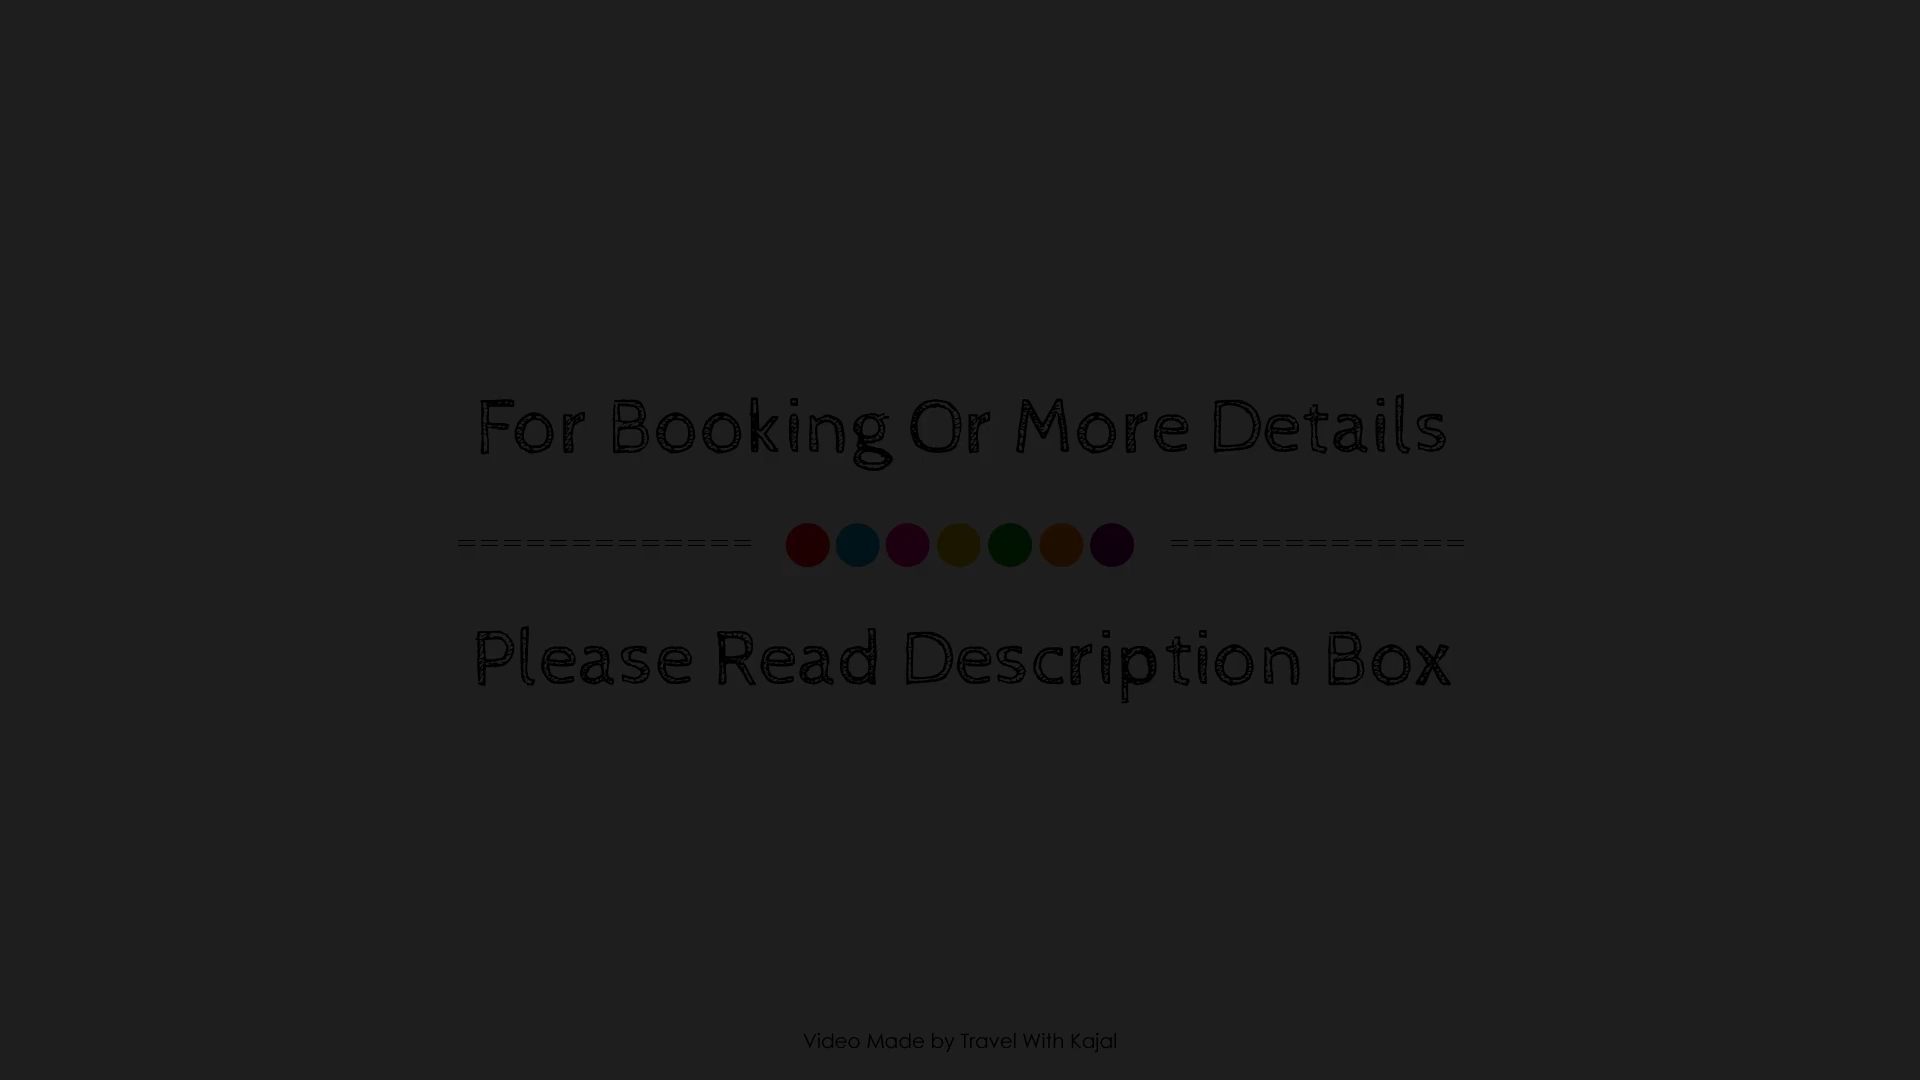 For Booking Or More Details
============= =============
Please Read Description Box
Video Made by Travel With Kajal